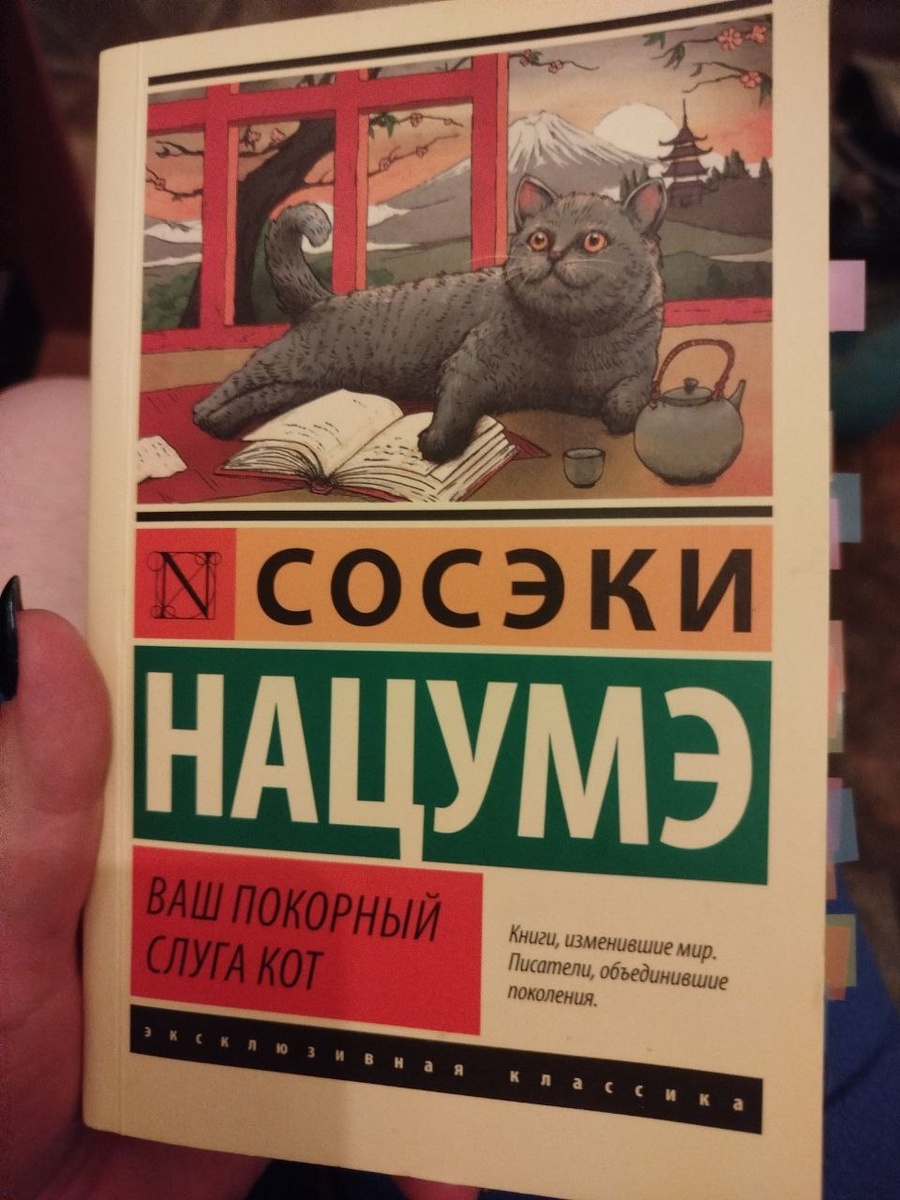 N СОСЭКИ
НАЦУМЭ
ВАШ ПОКОРНЫЙ
СЛУГА КОТ
Книги, изменившие мир.
Писатели, объединившие
поколения.
эксклюзивная классика